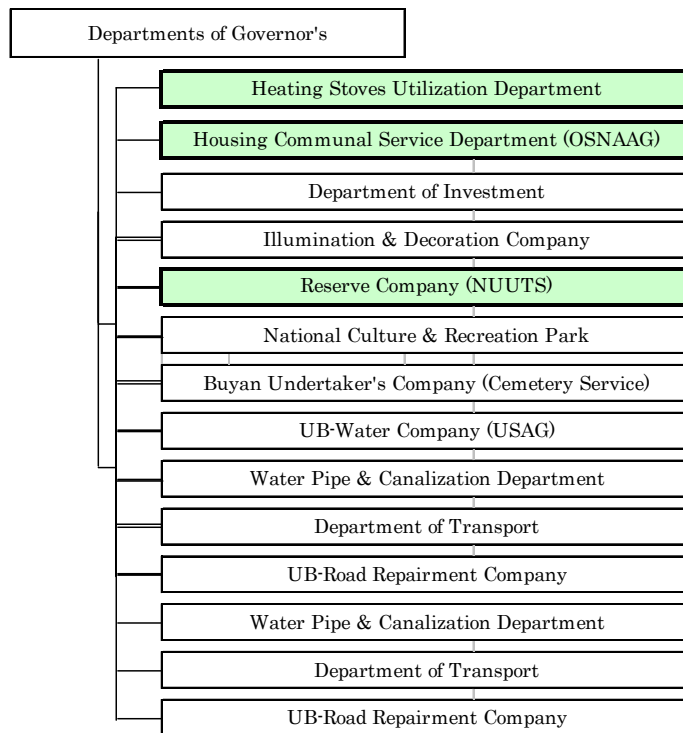 Departments of Governor's
Heating Stoves Utilization Department
Housing Communal Service Department (OSNAAG)
Department of Investment
Illumination & Decoration Company
Reserve Company (NUUTS)
National Culture & Recreation Park
Buyan Undertaker's Company (Cemetery Service)
UB-Water Company (USAG)
Water Pipe & Canalization Department
Department of Transport
UB-Road Repairment Company
Water Pipe & Canalization Department
Department of Transport
UB-Road Repairment Company